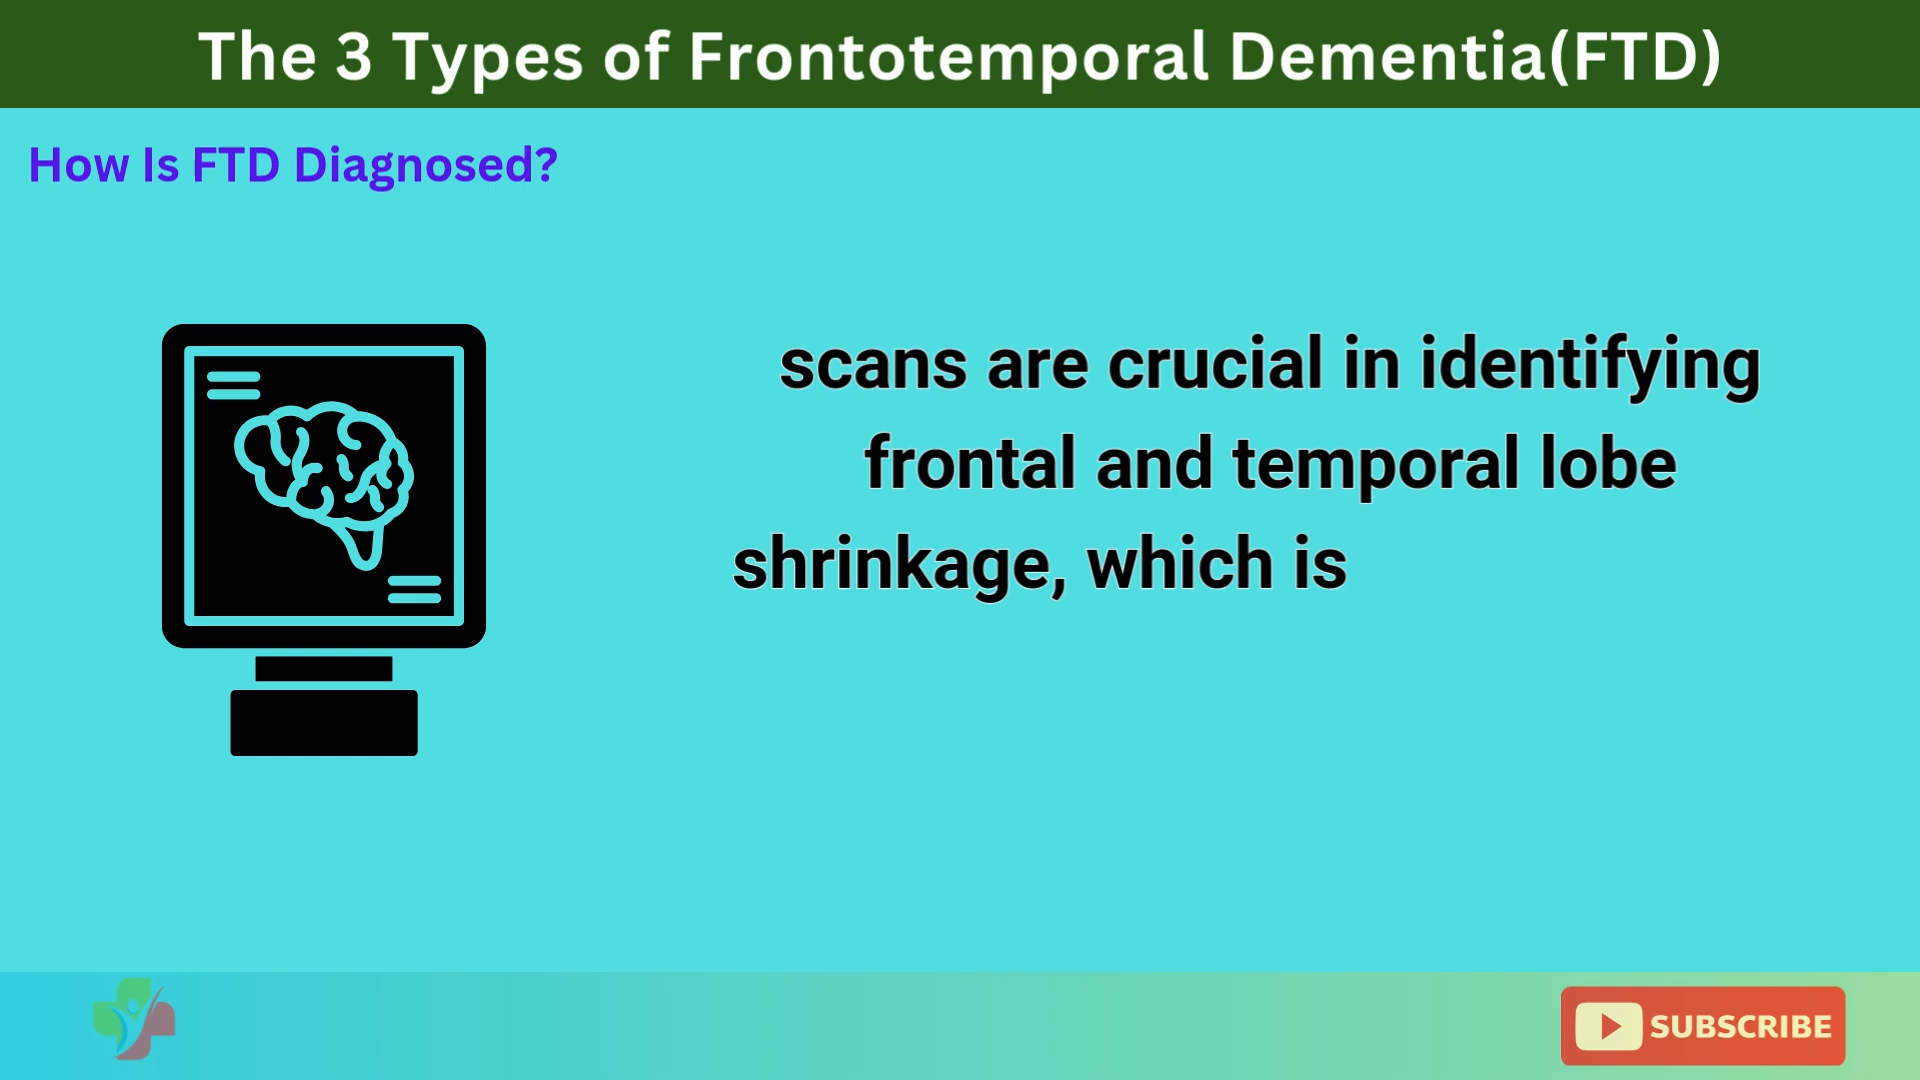 The 3 Types of Frontotemporal Dementia(FTD)
How Is FTD Diagnosed?
scans are crucial in identifying
frontal and temporal lobe
shrinkage, which is
SUBSCRIBE